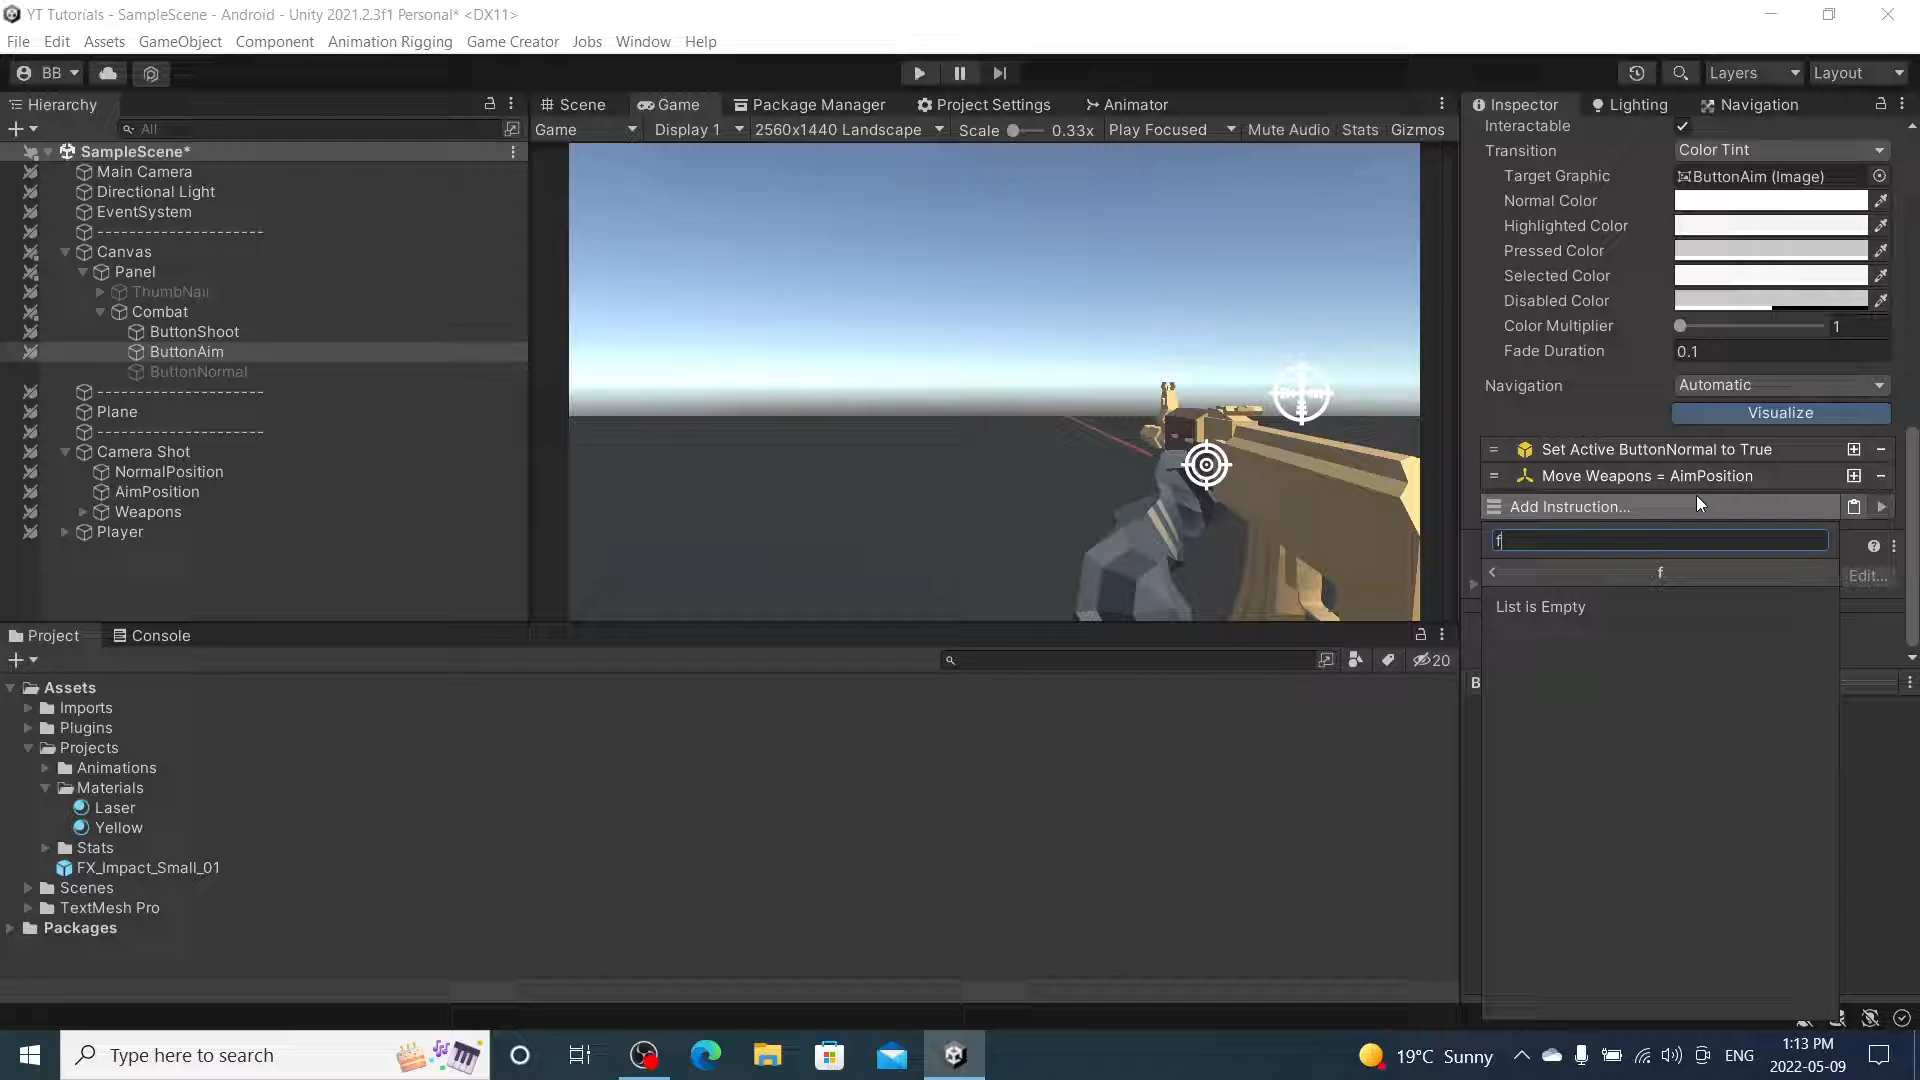 YT Tutorials - SampleScene - Android - Unity 2021.2.3f1 Personal* <DX11>
File Edit Assets GameObject Component Animation Rigging Game Creator Jobs Window Help
BB Layers Layout
Hierarchy
All
SampleScene*
Main Camera
Directional Light
EventSystem
---------------------
Canvas
Panel
ThumbNail
Combat
ButtonShoot
ButtonAim
ButtonNormal
---------------------
Plane
---------------------
Camera Shot
NormalPosition
AimPosition
Weapons
Player
Scene Game Package Manager Project Settings Animator
Game Display 1 2560x1440 Landscape Scale 0.33x Play Focused Mute Audio Stats Gizmos
Inspector Lighting Navigation
Interactable
Transition Color Tint
Target Graphic ButtonAim (Image)
Normal Color
Highlighted Color
Pressed Color
Selected Color
Disabled Color
Color Multiplier 1
Fade Duration 0.1
Navigation Automatic
Visualize
Set Active ButtonNormal to True
Move Weapons = AimPosition
Add Instruction...
f
f
Edit...
List is Empty
B
Project Console
20
Assets
Imports
Plugins
Projects
Animations
Materials
Laser
Yellow
Stats
FX_Impact_Small_01
Scenes
TextMesh Pro
Packages
Type here to search
19°C Sunny
ENG
1:13 PM
2022-05-09